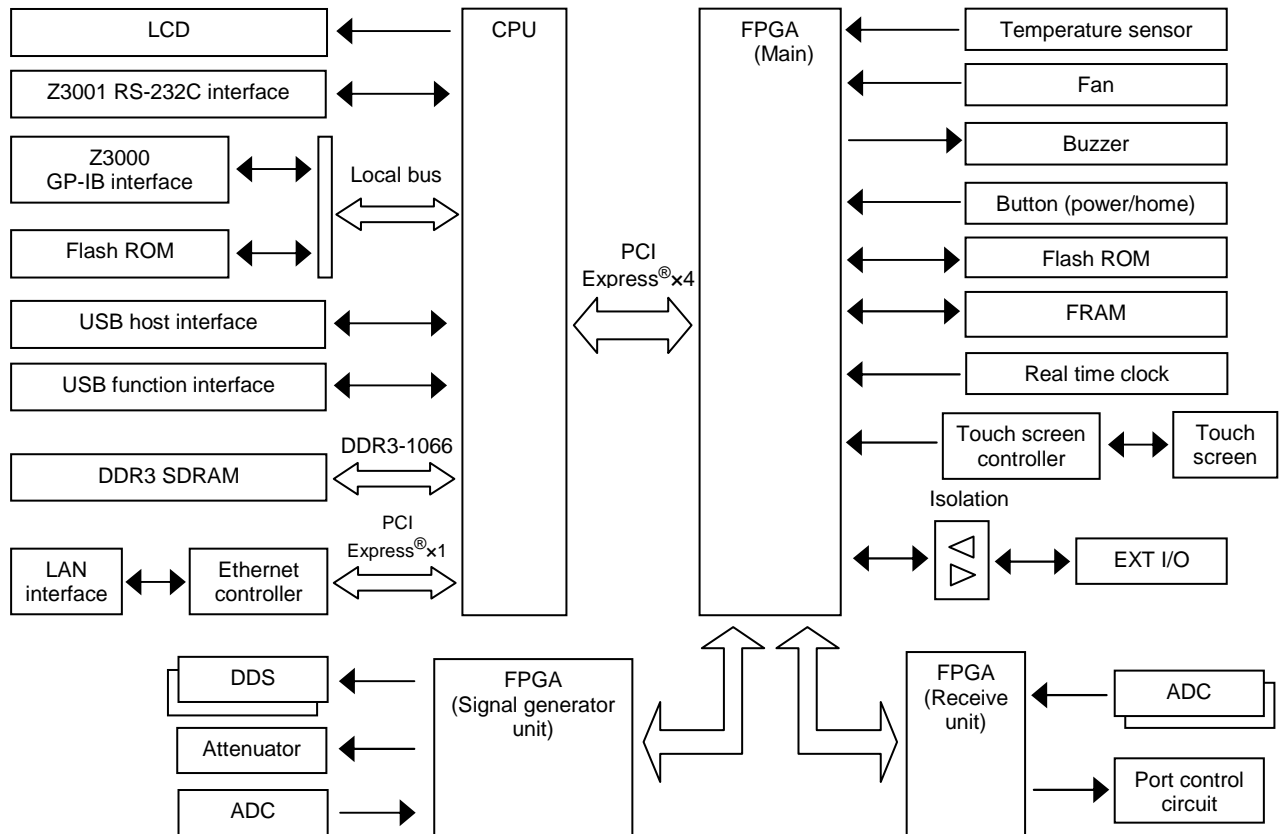 LCD
CPU
FPGA
(Main)
Temperature sensor
Z3001 RS-232C interface
Fan
Z3000
GP-IB interface
Local bus
Buzzer
Button (power/home)
Flash ROM
PCI
Express®×4
Flash ROM
USB host interface
FRAM
USB function interface
Real time clock
DDR3-1066
DDR3 SDRAM
Touch screen
controller
Touch
screen
PCI
Express®×1
Isolation
LAN
interface
Ethernet
controller
EXT I/O
DDS
FPGA
(Signal generator
unit)
FPGA
(Receive
unit)
ADC
Attenuator
ADC
Port control
circuit